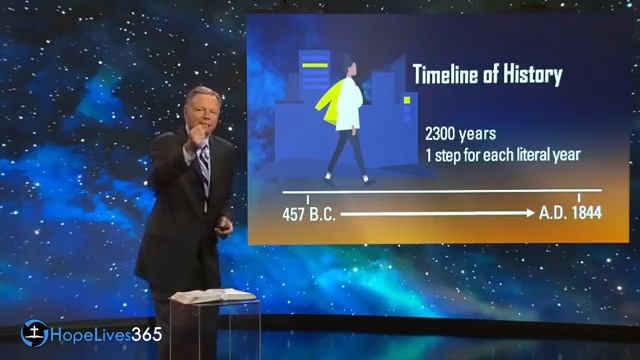 Timeline of History
2300 years
1 step for each literal year
457 B.C. A.D. 1844
HopeLives365